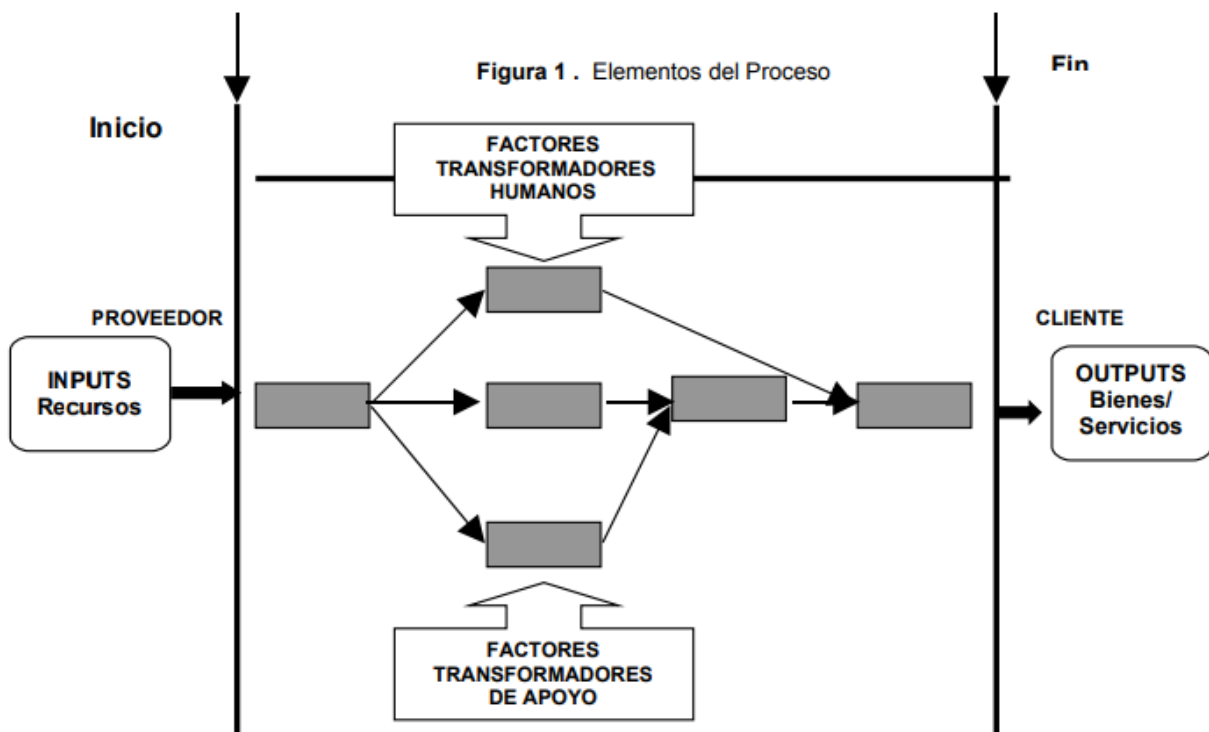 Figura 1 . Elementos del Proceso
Fin
Inicio
FACTORES
TRANSFORMADORES
HUMANOS
PROVEEDOR
CLIENTE
INPUTS
Recursos
OUTPUTS
Bienes/
Servicios
FACTORES
TRANSFORMADORES
DE APOYO